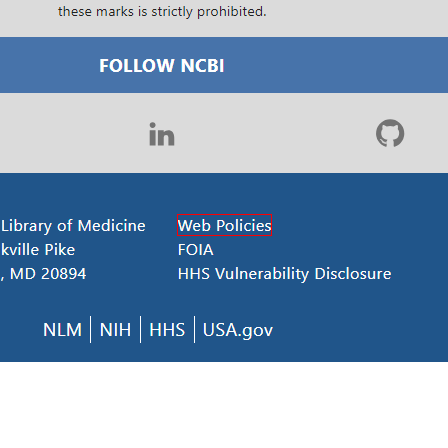 these marks is strictly prohibited.
FOLLOW NCBI
in
Library of Medicine
kville Pike
, MD 20894
Web Policies
FOIA
HHS Vulnerability Disclosure
NLM NIH HHS USA.gov